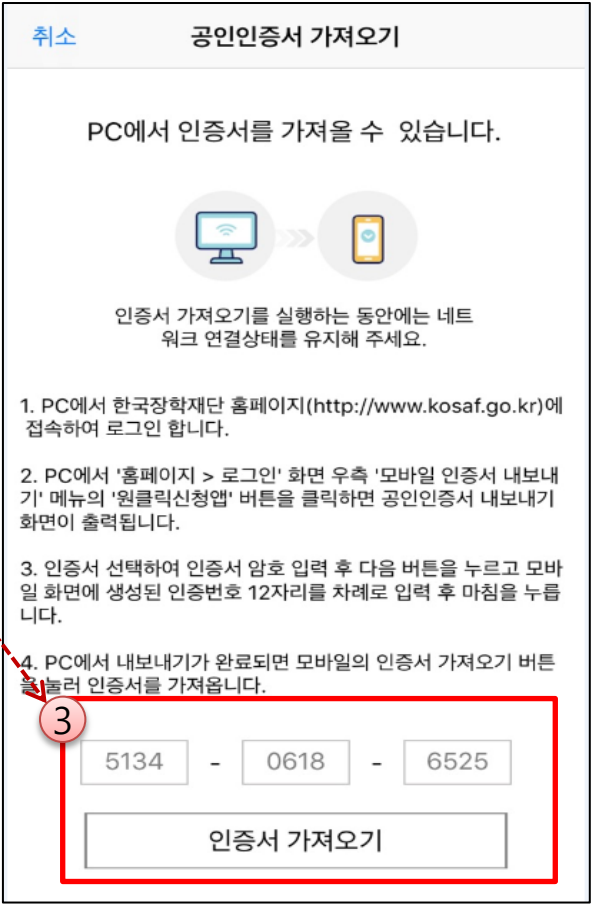 취소 공인인증서 가져오기
PC에서 인증서를 가져올 수 있습니다.
인증서 가져오기를 실행하는 동안에는 네트
워크 연결상태를 유지해 주세요.
1. PC에서 한국장학재단 홈페이지(http://www.kosaf.go.kr)에
접속하여 로그인 합니다.
2. PC에서 '홈페이지 > 로그인' 화면 우측 '모바일 인증서 내보내
기' 메뉴의 '원클릭신청앱' 버튼을 클릭하면 공인인증서 내보내기
화면이 출력됩니다.
3. 인증서 선택하여 인증서 암호 입력 후 다음 버튼을 누르고 모바
일 화면에 생성된 인증번호 12자리를 차례로 입력 후 마침을 누릅
니다.
4. PC에서 내보내기가 완료되면 모바일의 인증서 가져오기 버튼
을 눌러 인증서를 가져옵니다.
3
5134 - 0618 - 6525
인증서 가져오기